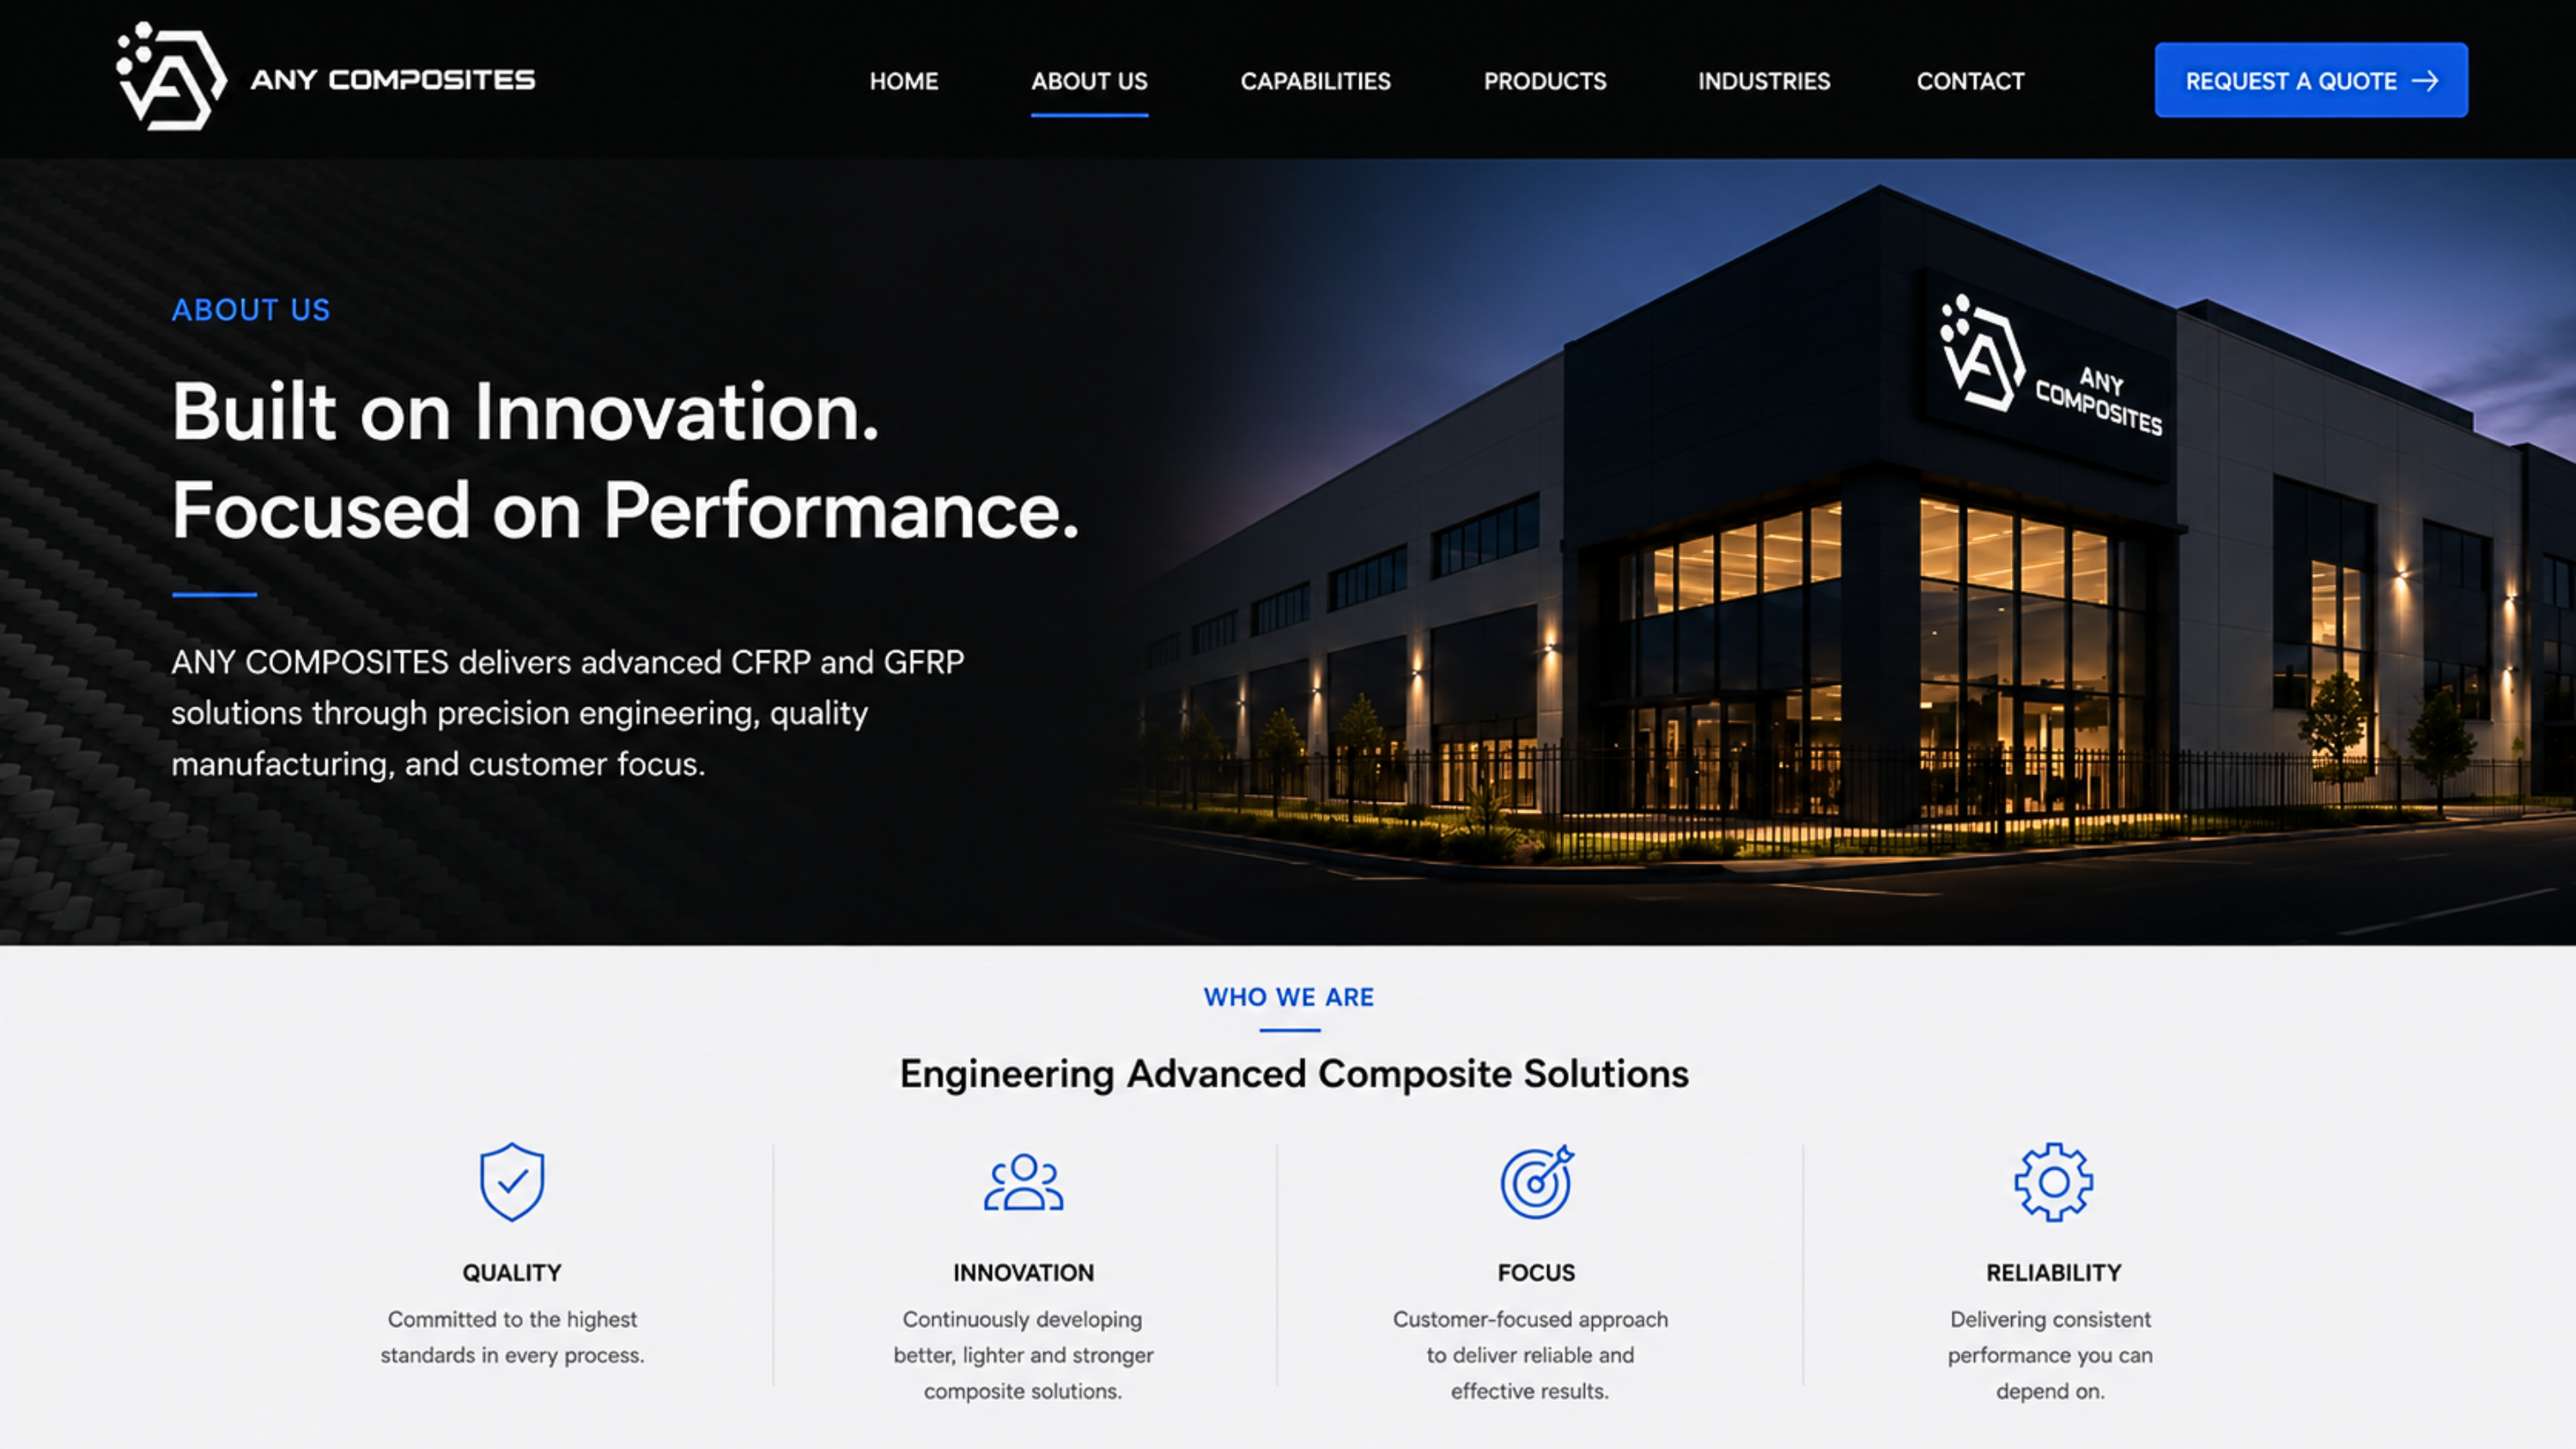 ANY COMPOSITES
HOME
ABOUT US
CAPABILITIES
PRODUCTS
INDUSTRIES
CONTACT
REQUEST A QUOTE →
ABOUT US
Built on Innovation.
Focused on Performance.
ANY COMPOSITES delivers advanced CFRP and GFRP
solutions through precision engineering, quality
manufacturing, and customer focus.
ANY
COMPOSITES
WHO WE ARE
Engineering Advanced Composite Solutions
QUALITY
Committed to the highest
standards in every process.
INNOVATION
Continuously developing
better, lighter and stronger
composite solutions.
FOCUS
Customer-focused approach
to deliver reliable and
effective results.
RELIABILITY
Delivering consistent
performance you can
depend on.